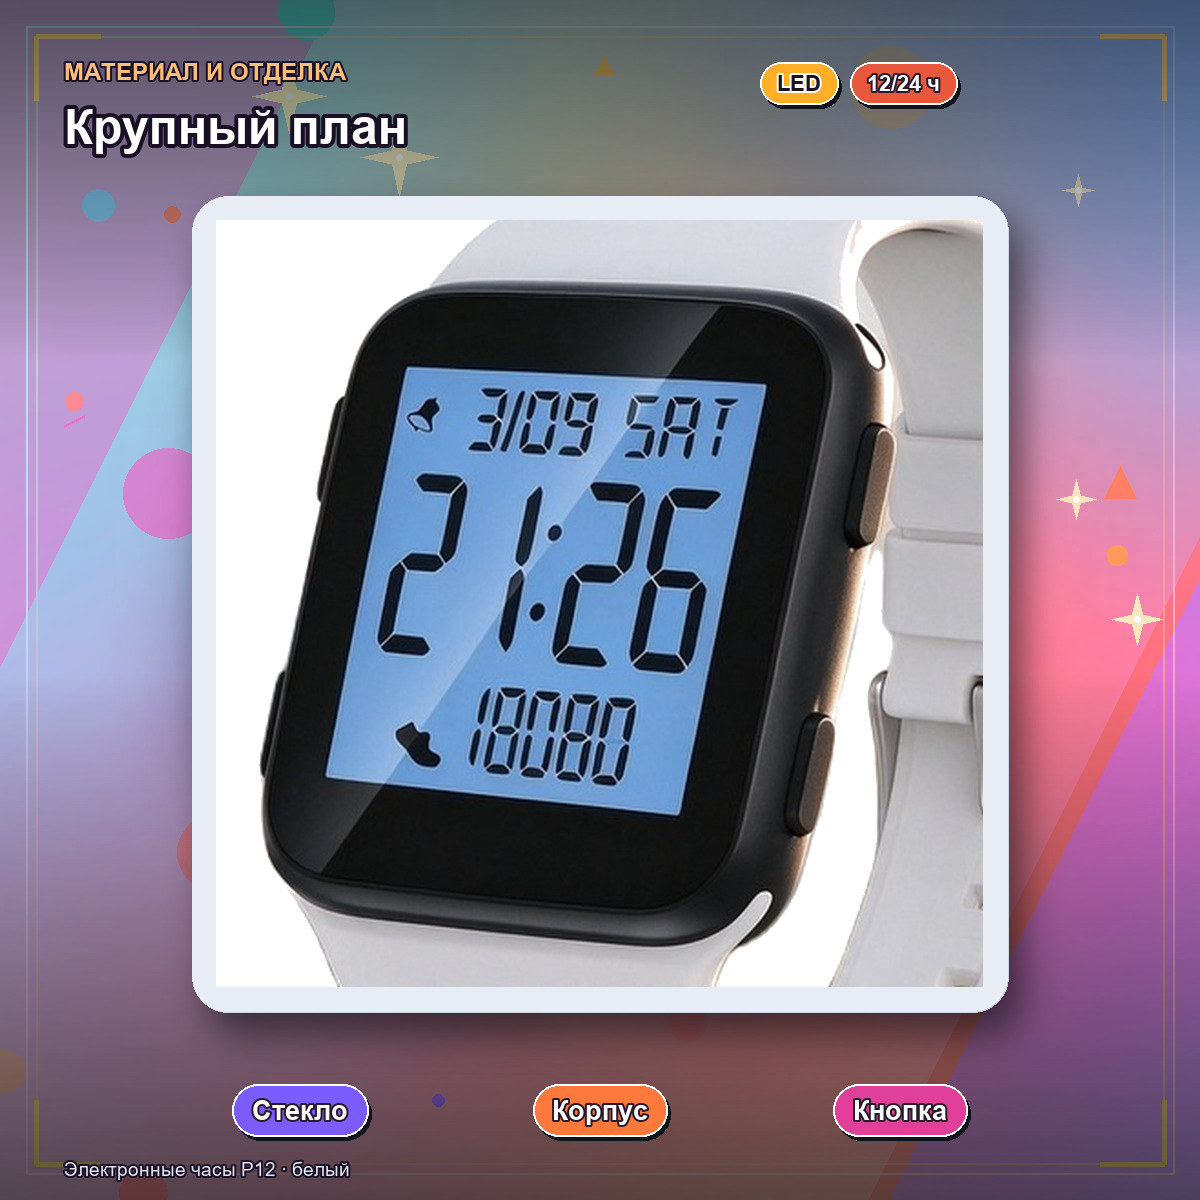 МАТЕРИАЛ И ОТДЕЛКА
Крупный план
LED
12/24 ч
3/09 SAT
21:26
18080
Стекло
Корпус
Кнопка
Электронные часы P12 · белый